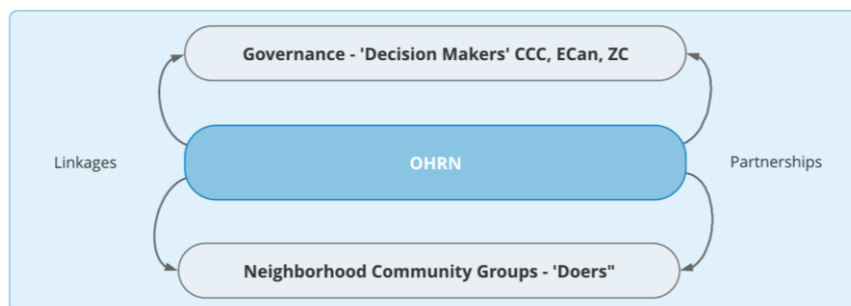 Governance - 'Decision Makers' CCC, ECan, ZC
Linkages
OHRN
Partnerships
Neighborhood Community Groups - 'Doers"